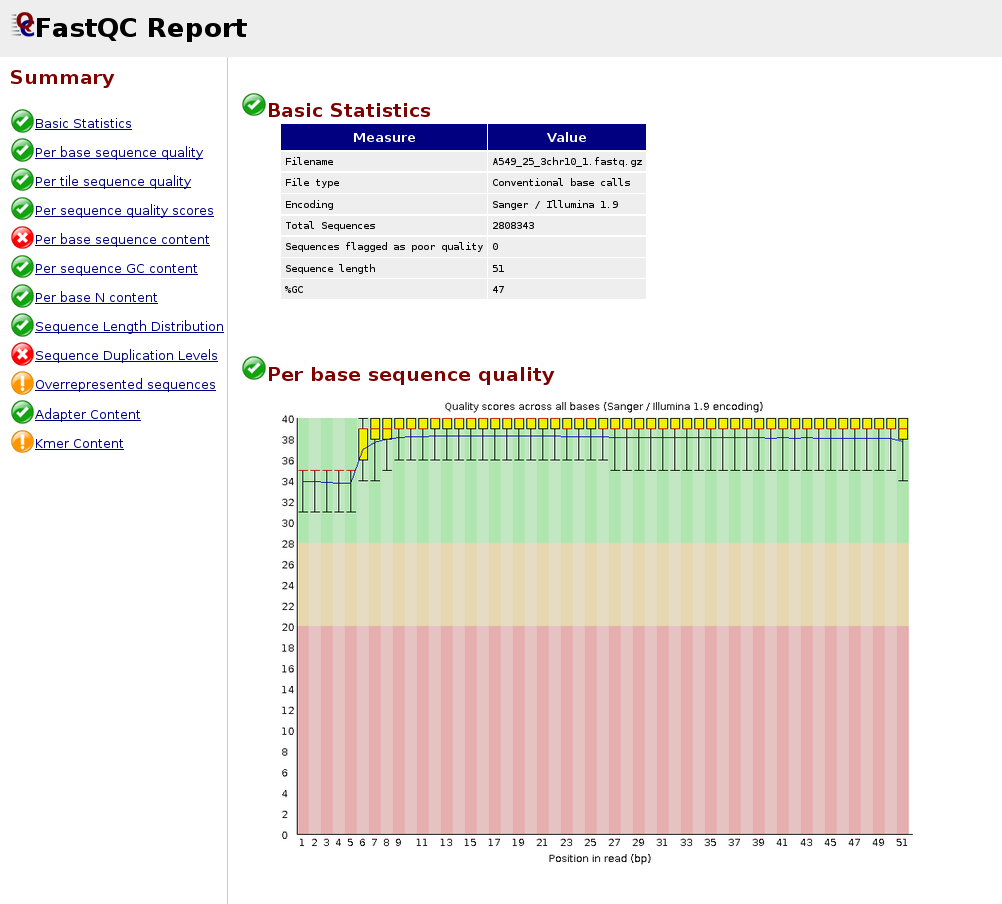 FastQC Report
Summary
Basic Statistics
Per base sequence quality
Per tile sequence quality
Per sequence quality scores
Per base sequence content
Per sequence GC content
Per base N content
Sequence Length Distribution
Sequence Duplication Levels
Overrepresented sequences
Adapter Content
Kmer Content
Basic Statistics
Measure Value
Filename A549_25_3chr10_1.fastq.gz
File type Conventional base calls
Encoding Sanger / Illumina 1.9
Total Sequences 2808343
Sequences flagged as poor quality 0
Sequence length 51
%GC 47
Per base sequence quality
Quality scores across all bases (Sanger / Illumina 1.9 encoding)
40
38
36
34
32
30
28
26
24
22
20
18
16
14
12
10
8
6
4
2
0
1 2 3 4 5 6 7 8 9 11 13 15 17 19 21 23 25 27 29 31 33 35 37 39 41 43 45 47 49 51
Position in read (bp)